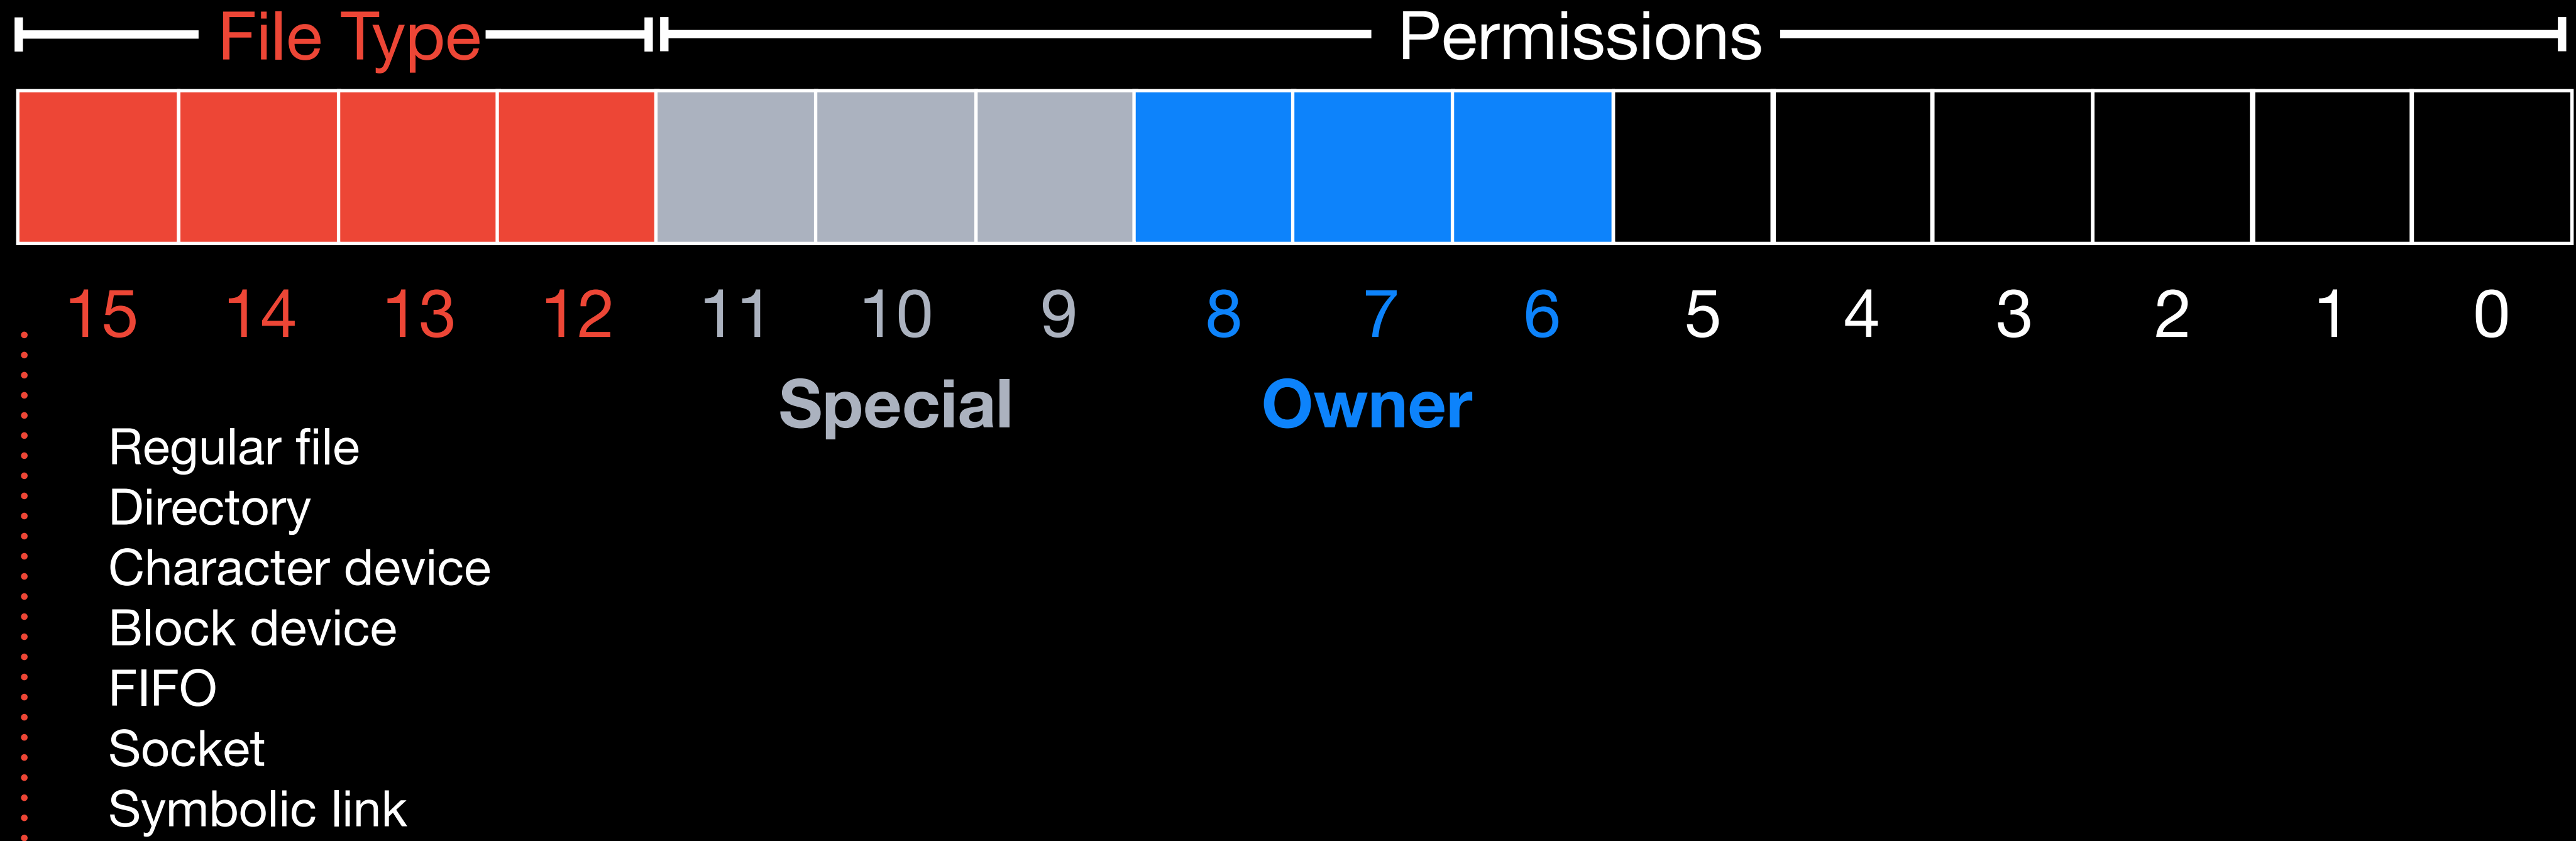 File Type Permissions
15 14 13 12 11 10 9 8 7 6 5 4 3 2 1 0
Special Owner
Regular file
Directory
Character device
Block device
FIFO
Socket
Symbolic link